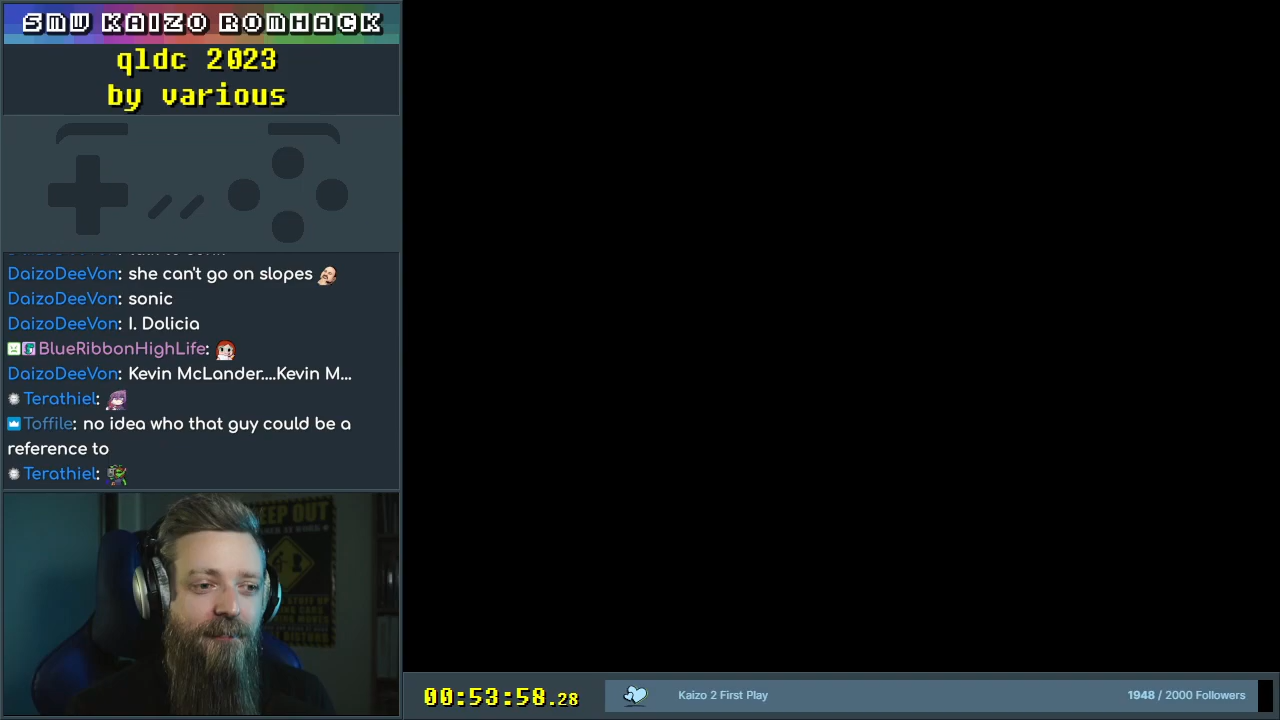 SMW KAIZO ROMHACK
qldc 2023
by various
DaizoDeeVon: she can't go on slopes
DaizoDeeVon: sonic
DaizoDeeVon: I. Dolicia
BlueRibbonHighLife:
DaizoDeeVon: Kevin McLander....Kevin M...
Terathiel:
Toffile: no idea who that guy could be a
reference to
Terathiel:
KEEP OUT
00:53:58.28
Kaizo 2 First Play
1948 / 2000 Followers